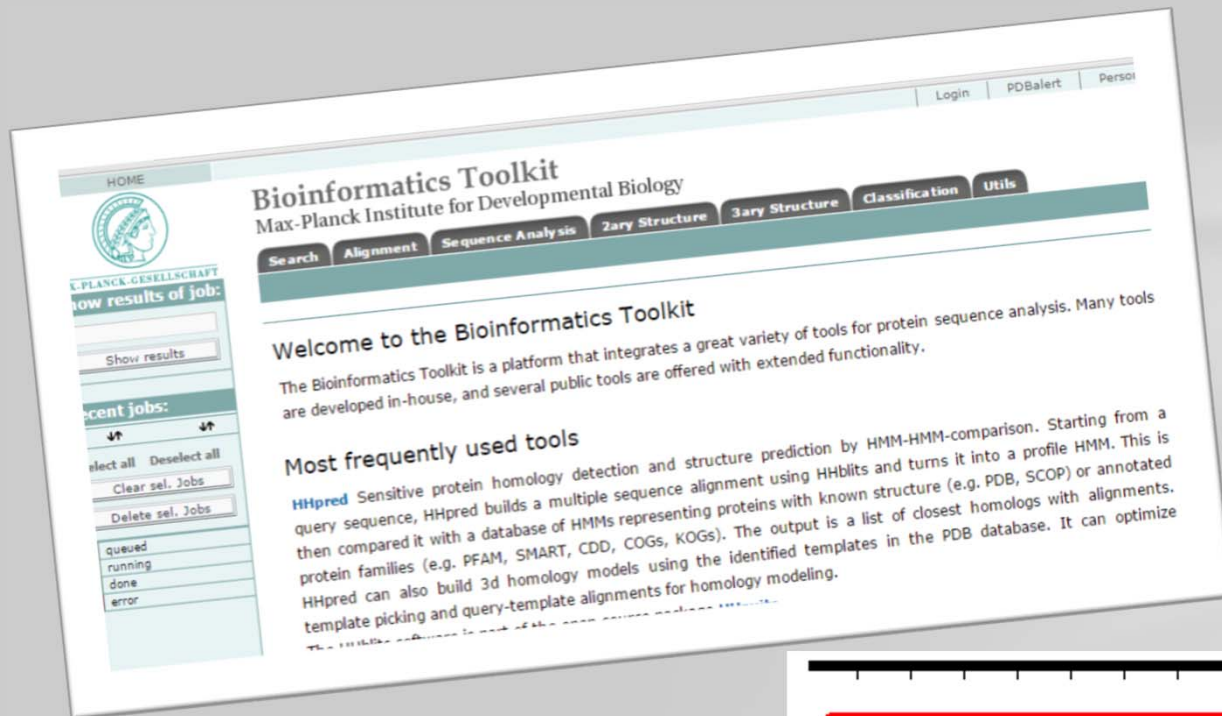 Login | PDBalert |
HOME
Bioinformatics Toolkit
Max-Planck Institute for Developmental Biology
Search Alignment Sequence Analysis 2ary Structure 3ary Structure Classification Utils
X-PLANCK-GESELLSCHAFT
ow results of job:
Show results
ecent jobs:
elect all Deselect all
Clear sel. Jobs
Delete sel. Jobs
queued
running
done
error
Welcome to the Bioinformatics Toolkit
The Bioinformatics Toolkit is a platform that integrates a great variety of tools for protein sequence analysis. Many tools
are developed in-house, and several public tools are offered with extended functionality.
Most frequently used tools
HHpred Sensitive protein homology detection and structure prediction by HMM-HMM-comparison. Starting from a
query sequence, HHpred builds a multiple sequence alignment using HHblits and turns it into a profile HMM. This is
then compared it with a database of HMMs representing proteins with known structure (e.g. PDB, SCOP) or annotated
protein families (e.g. PFAM, SMART, CDD, COGs, KOGs). The output is a list of closest homologs with alignments.
HHpred can also build 3d homology models using the identified templates in the PDB database. It can optimize
template picking and query-template alignments for homology modeling.